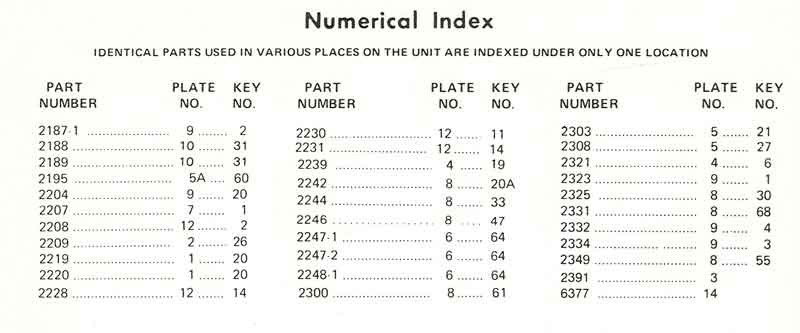 Numerical Index
IDENTICAL PARTS USED IN VARIOUS PLACES ON THE UNIT ARE INDEXED UNDER ONLY ONE LOCATION
PART PLATE KEY
NUMBER NO. NO.
2187-1 ........................ 9 ........ 2
2188 ........................ 10 ....... 31
2189 ........................ 10 ....... 31
2195 ........................ 5A ...... 60
2204 ........................ 9 ....... 20
2207 ........................ 7 ........ 1
2208 ........................ 12 ....... 2
2209 ........................ 2 ....... 26
2219 ........................ 1 ....... 20
2220 ........................ 1 ....... 20
2228 ........................ 12 ....... 14
PART PLATE KEY
NUMBER NO. NO.
2230 ........................ 12 ....... 11
2231 ........................ 12 ....... 14
2239 ........................ 4 ....... 19
2242 ........................ 8 ....... 20A
2244 ........................ 8 ....... 33
2246 ........................ 8 ....... 47
2247-1 ........................ 6 ....... 64
2247-2 ........................ 6 ....... 64
2248-1 ........................ 6 ....... 64
2300 ........................ 8 ....... 61
PART PLATE KEY
NUMBER NO. NO.
2303 ........................ 5 ....... 21
2308 ........................ 5 ....... 27
2321 ........................ 4 ....... 6
2323 ........................ 9 ....... 1
2325 ........................ 8 ....... 30
2331 ........................ 8 ....... 68
2332 ........................ 9 ....... 4
2334 ........................ 9 ....... 3
2349 ........................ 8 ....... 55
2391 ........................ 3
6377 ........................ 14